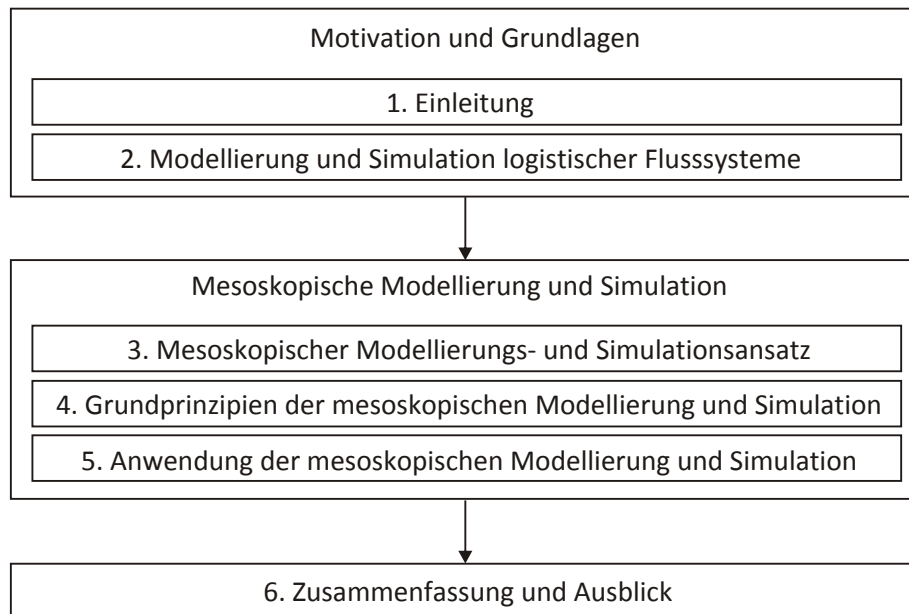 Motivation und Grundlagen
1. Einleitung
2. Modellierung und Simulation logistischer Flusssysteme
Mesoskopische Modellierung und Simulation
3. Mesoskopischer Modellierungs- und Simulationsansatz
4. Grundprinzipien der mesoskopischen Modellierung und Simulation
5. Anwendung der mesoskopischen Modellierung und Simulation
6. Zusammenfassung und Ausblick